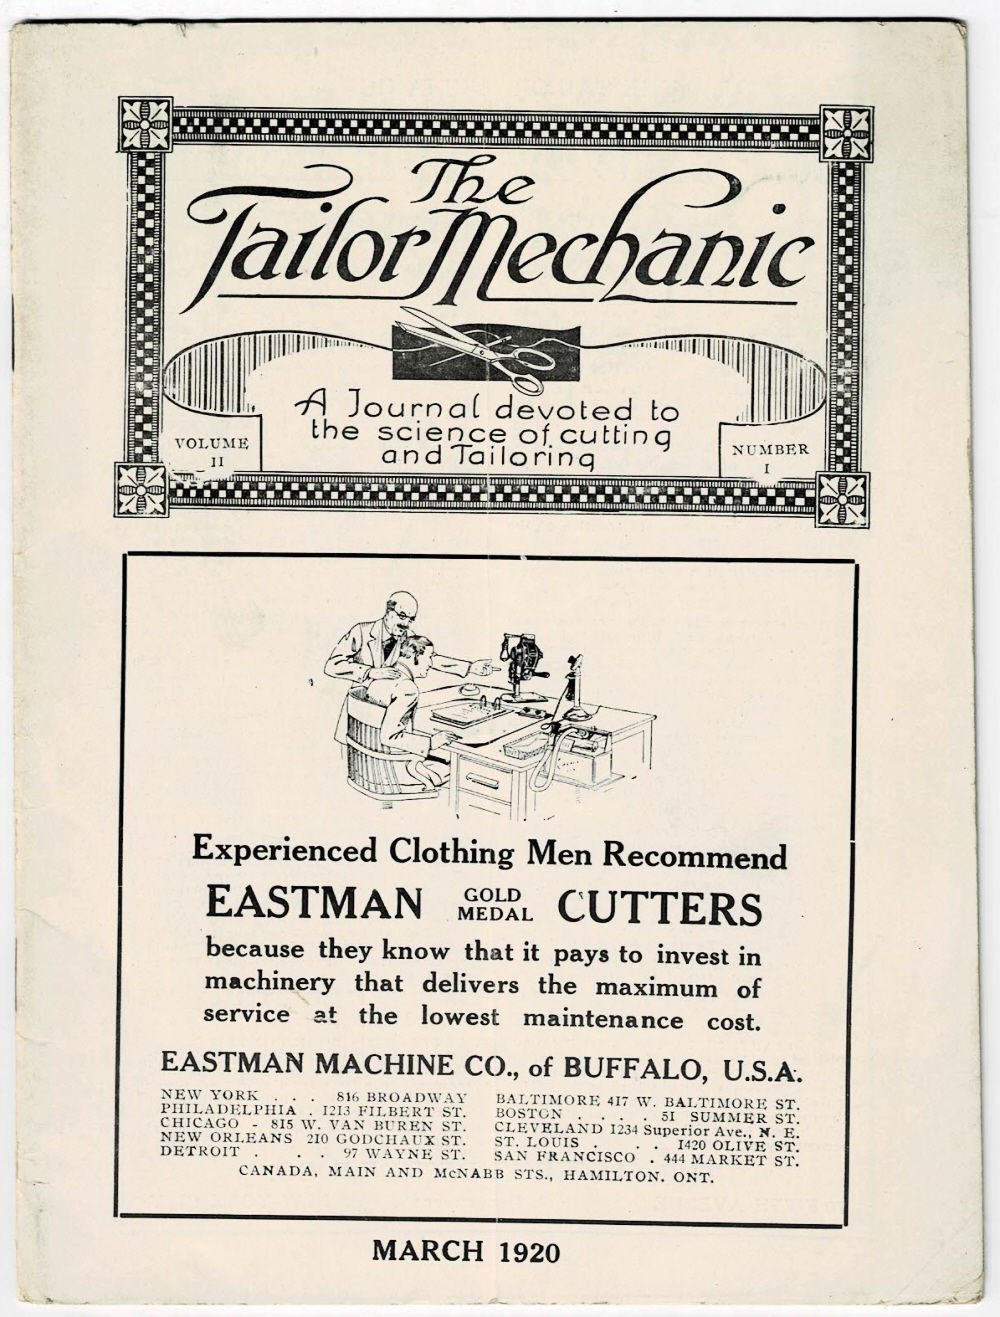 The
Tailor Mechanic
A Journal devoted to
the science of cutting
and Tailoring
VOLUME
II
NUMBER
I
Experienced Clothing Men Recommend
EASTMAN GOLD MEDAL CUTTERS
because they know that it pays to invest in
machinery that delivers the maximum of
service at the lowest maintenance cost.
EASTMAN MACHINE CO., of BUFFALO, U.S.A.
NEW YORK . . . 816 BROADWAY
PHILADELPHIA . 1213 FILBERT ST.
CHICAGO - 815 W. VAN BUREN ST.
NEW ORLEANS 210 GODCHAUX ST.
DETROIT . . . 97 WAYNE ST.
BALTIMORE 417 W. BALTIMORE ST.
BOSTON . . . . 51 SUMMER ST.
CLEVELAND 1234 Superior Ave., N. E.
ST. LOUIS . . . 1420 OLIVE ST.
SAN FRANCISCO . 444 MARKET ST.
CANADA, MAIN AND McNABB STS., HAMILTON. ONT.
MARCH 1920